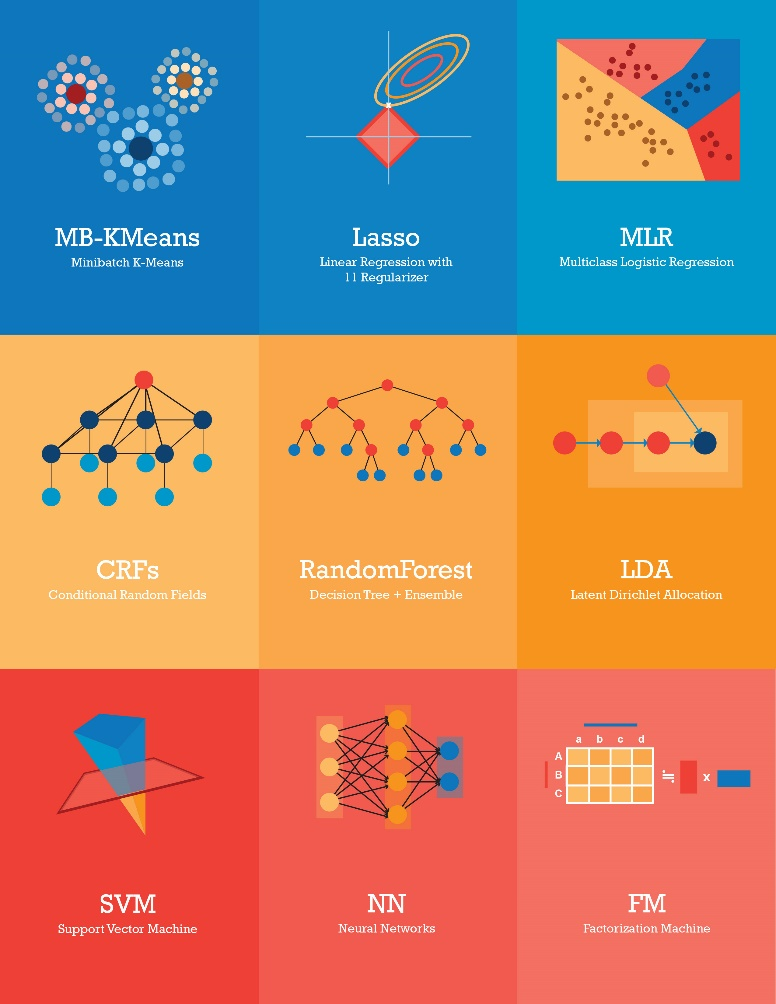 MB-KMeans
Minibatch K-Means
Lasso
Linear Regression with
l1 Regularizer
MLR
Multiclass Logistic Regression
CRFs
Conditional Random Fields
RandomForest
Decision Tree + Ensemble
LDA
Latent Dirichlet Allocation
SVM
Support Vector Machine
NN
Neural Networks
a b c d
A
B ≒ x
C
FM
Factorization Machine